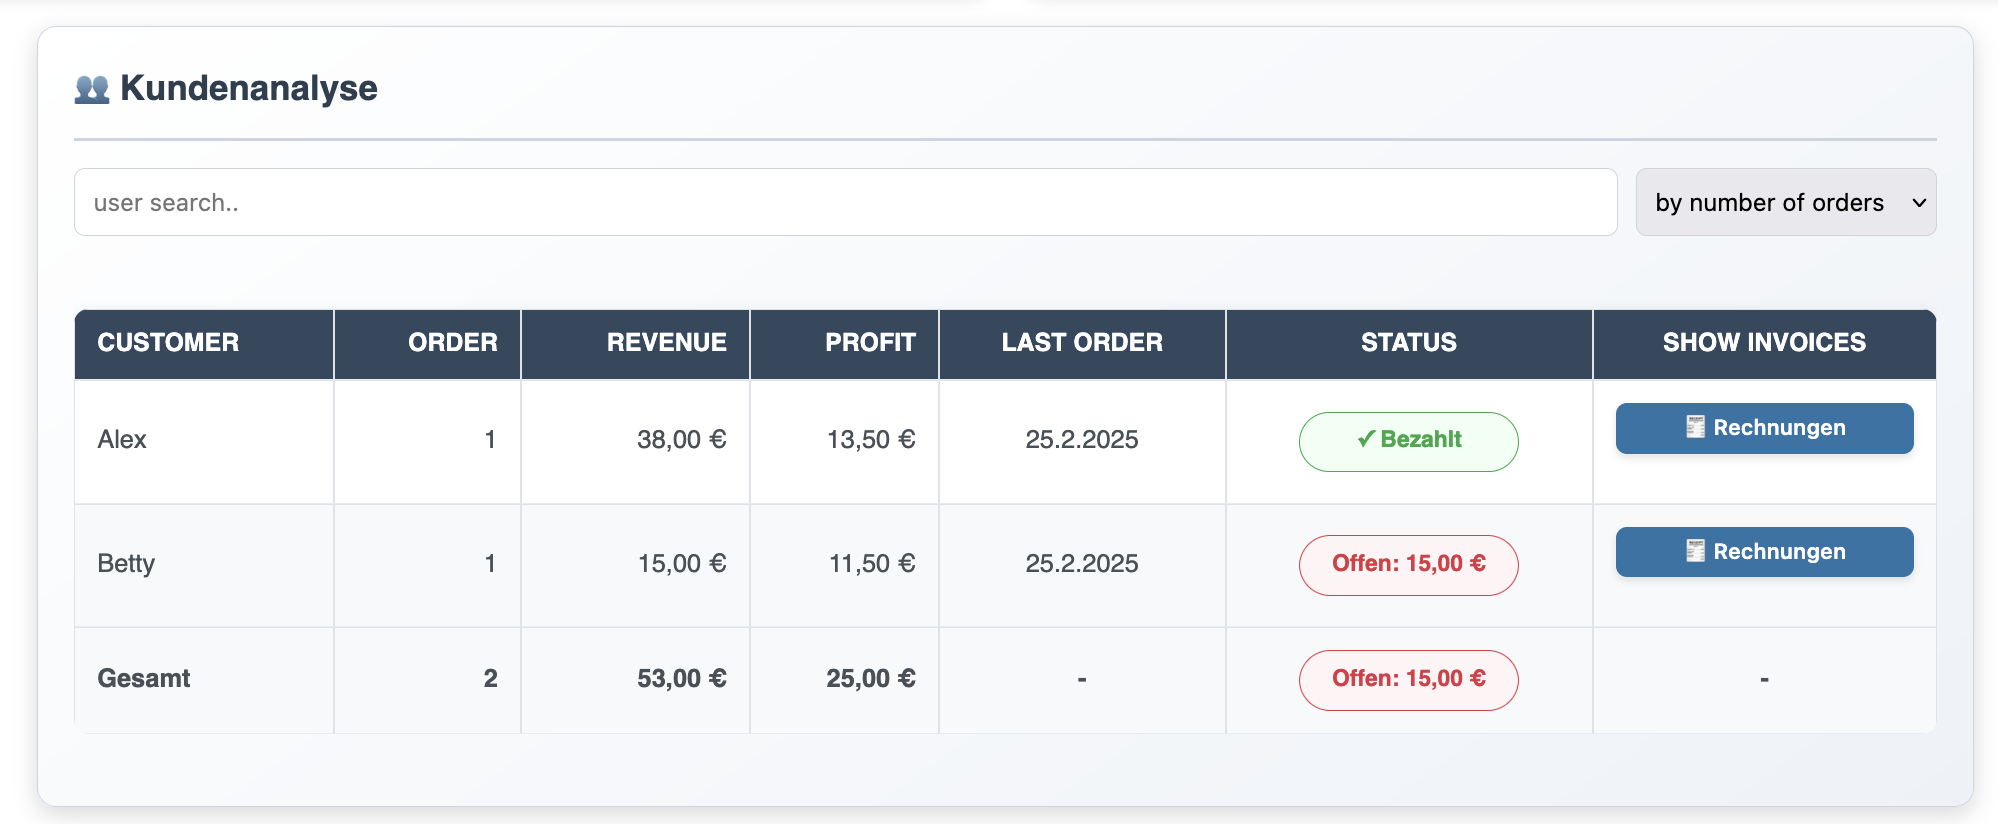 Kundenanalyse
user search..
by number of orders
CUSTOMER ORDER REVENUE PROFIT LAST ORDER STATUS SHOW INVOICES
Alex 1 38,00 € 13,50 € 25.2.2025 ✓ Bezahlt Rechnungen
Betty 1 15,00 € 11,50 € 25.2.2025 Offen: 15,00 € Rechnungen
Gesamt 2 53,00 € 25,00 € - Offen: 15,00 € -